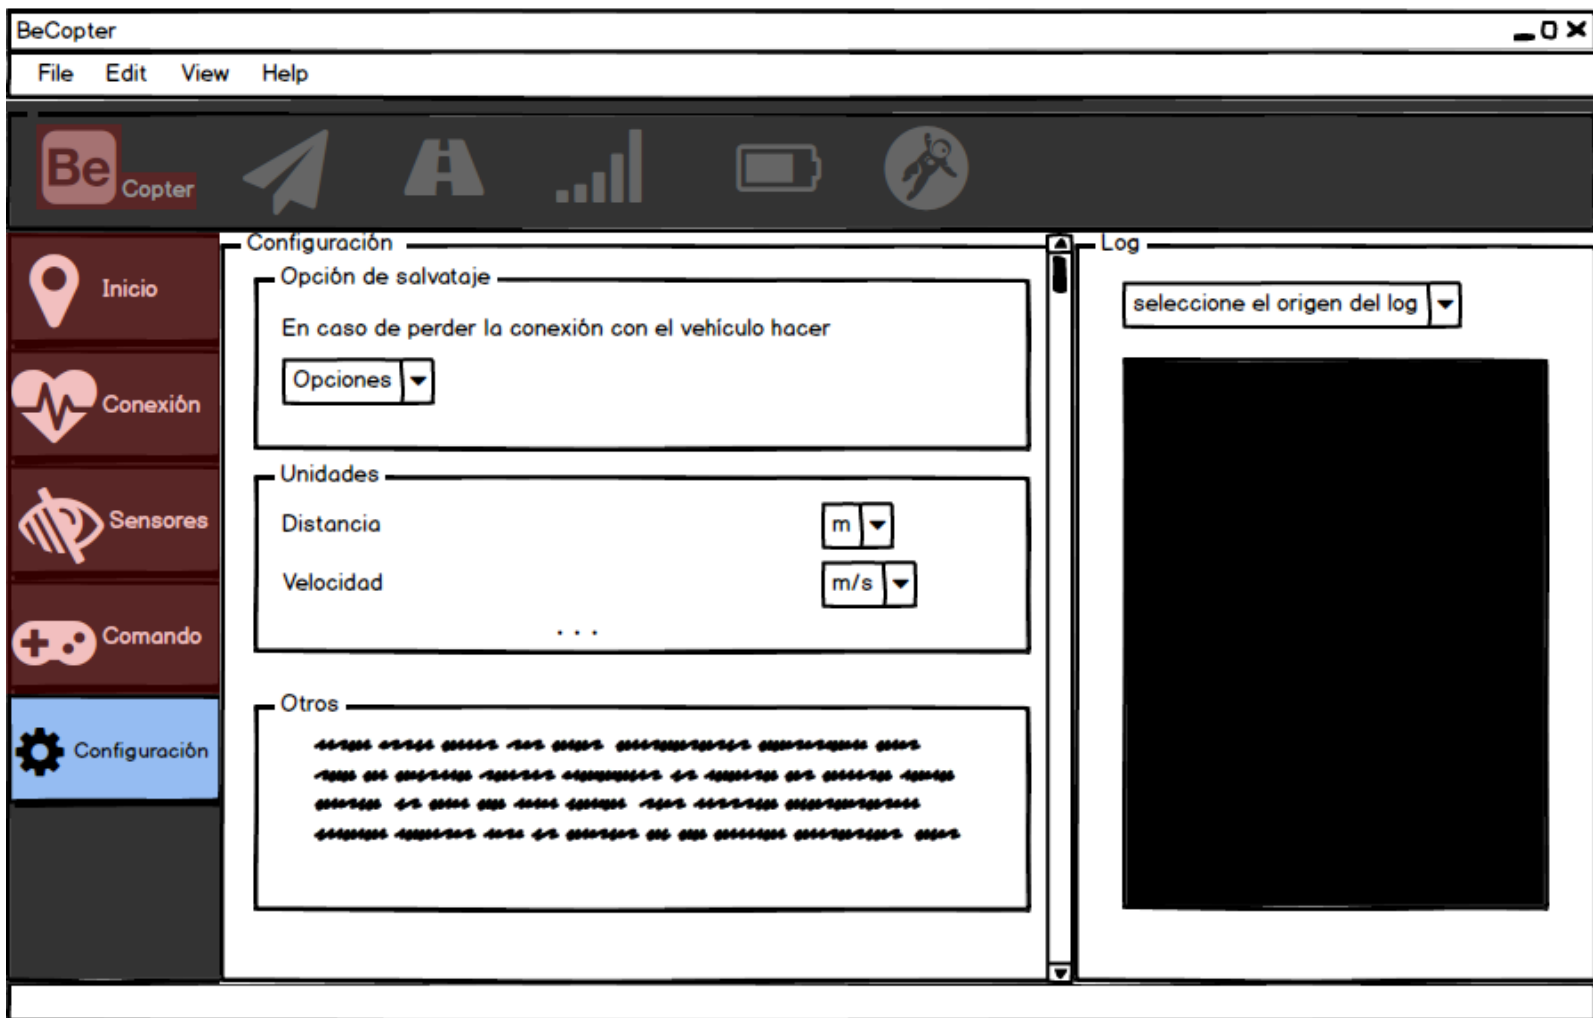 BeCopter
File Edit View Help
Be Copter
Inicio
Conexión
Sensores
Comando
Configuración
Configuración
Opción de salvataje
En caso de perder la conexión con el vehículo hacer
Opciones
Unidades
Distancia
m
Velocidad
m/s
. . .
Otros
Log
seleccione el origen del log